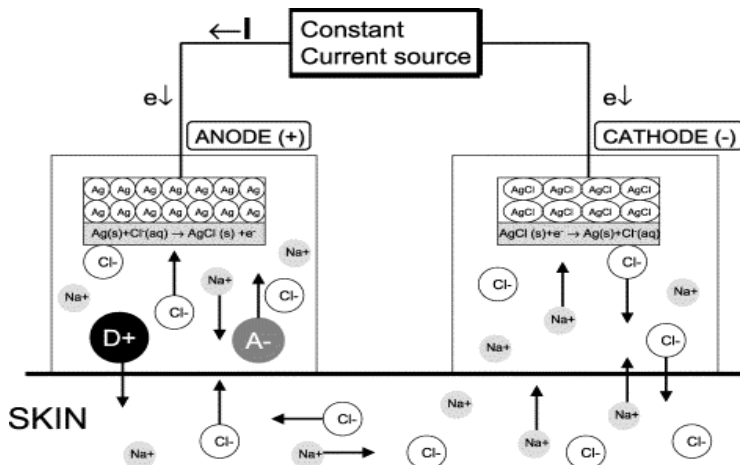 ←I
Constant
Current source
e↓
e↓
ANODE (+)
CATHODE (-)
Ag Ag Ag Ag Ag Ag Ag
Ag Ag Ag Ag Ag Ag Ag
Ag(s)+Cl⁻(aq) → AgCl (s) +e⁻
AgCl AgCl AgCl AgCl
AgCl AgCl AgCl AgCl
AgCl (s)+e⁻ → Ag(s)+Cl⁻(aq)
Cl-
Na+
Na+
Na+
Cl-
Cl-
D+
A-
Cl-
Cl-
Na+
Na+
Na+
Cl-
SKIN
Na+
Cl-
Cl-
Na+
Cl-
Na+
Na+
Cl-
Na+
Cl-